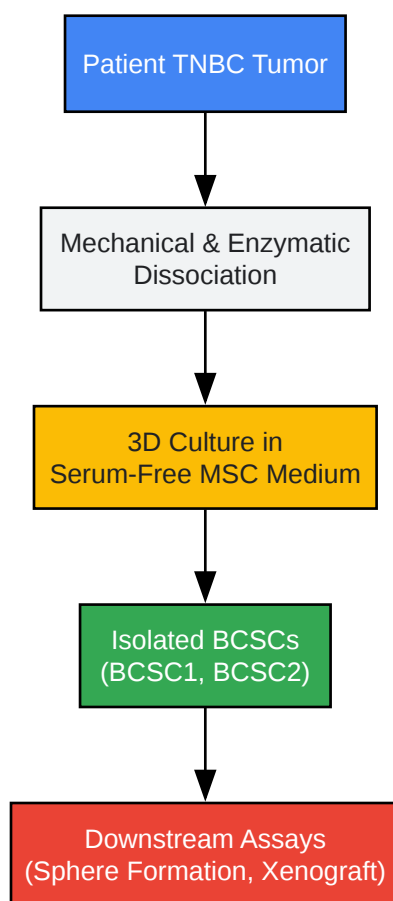 Patient TNBC Tumor
Mechanical & Enzymatic
Dissociation
3D Culture in
Serum-Free MSC Medium
Isolated BCSCs
(BCSC1, BCSC2)
Downstream Assays
(Sphere Formation, Xenograft)